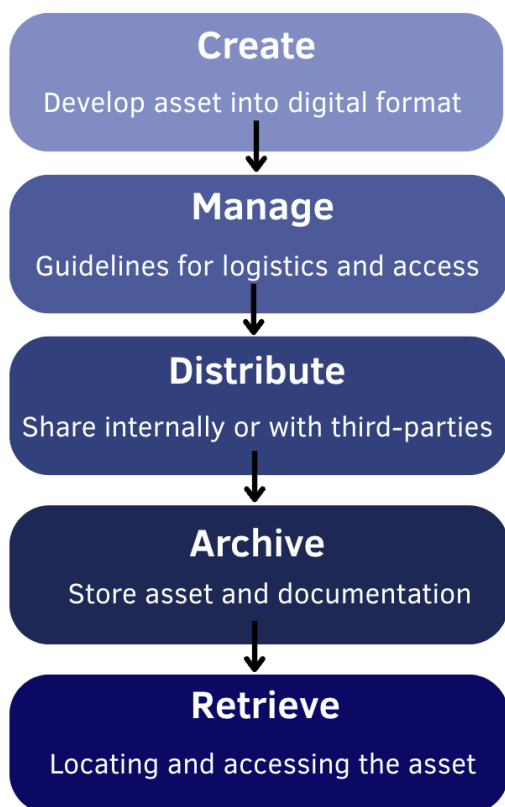 Create
Develop asset into digital format
Manage
Guidelines for logistics and access
Distribute
Share internally or with third-parties
Archive
Store asset and documentation
Retrieve
Locating and accessing the asset